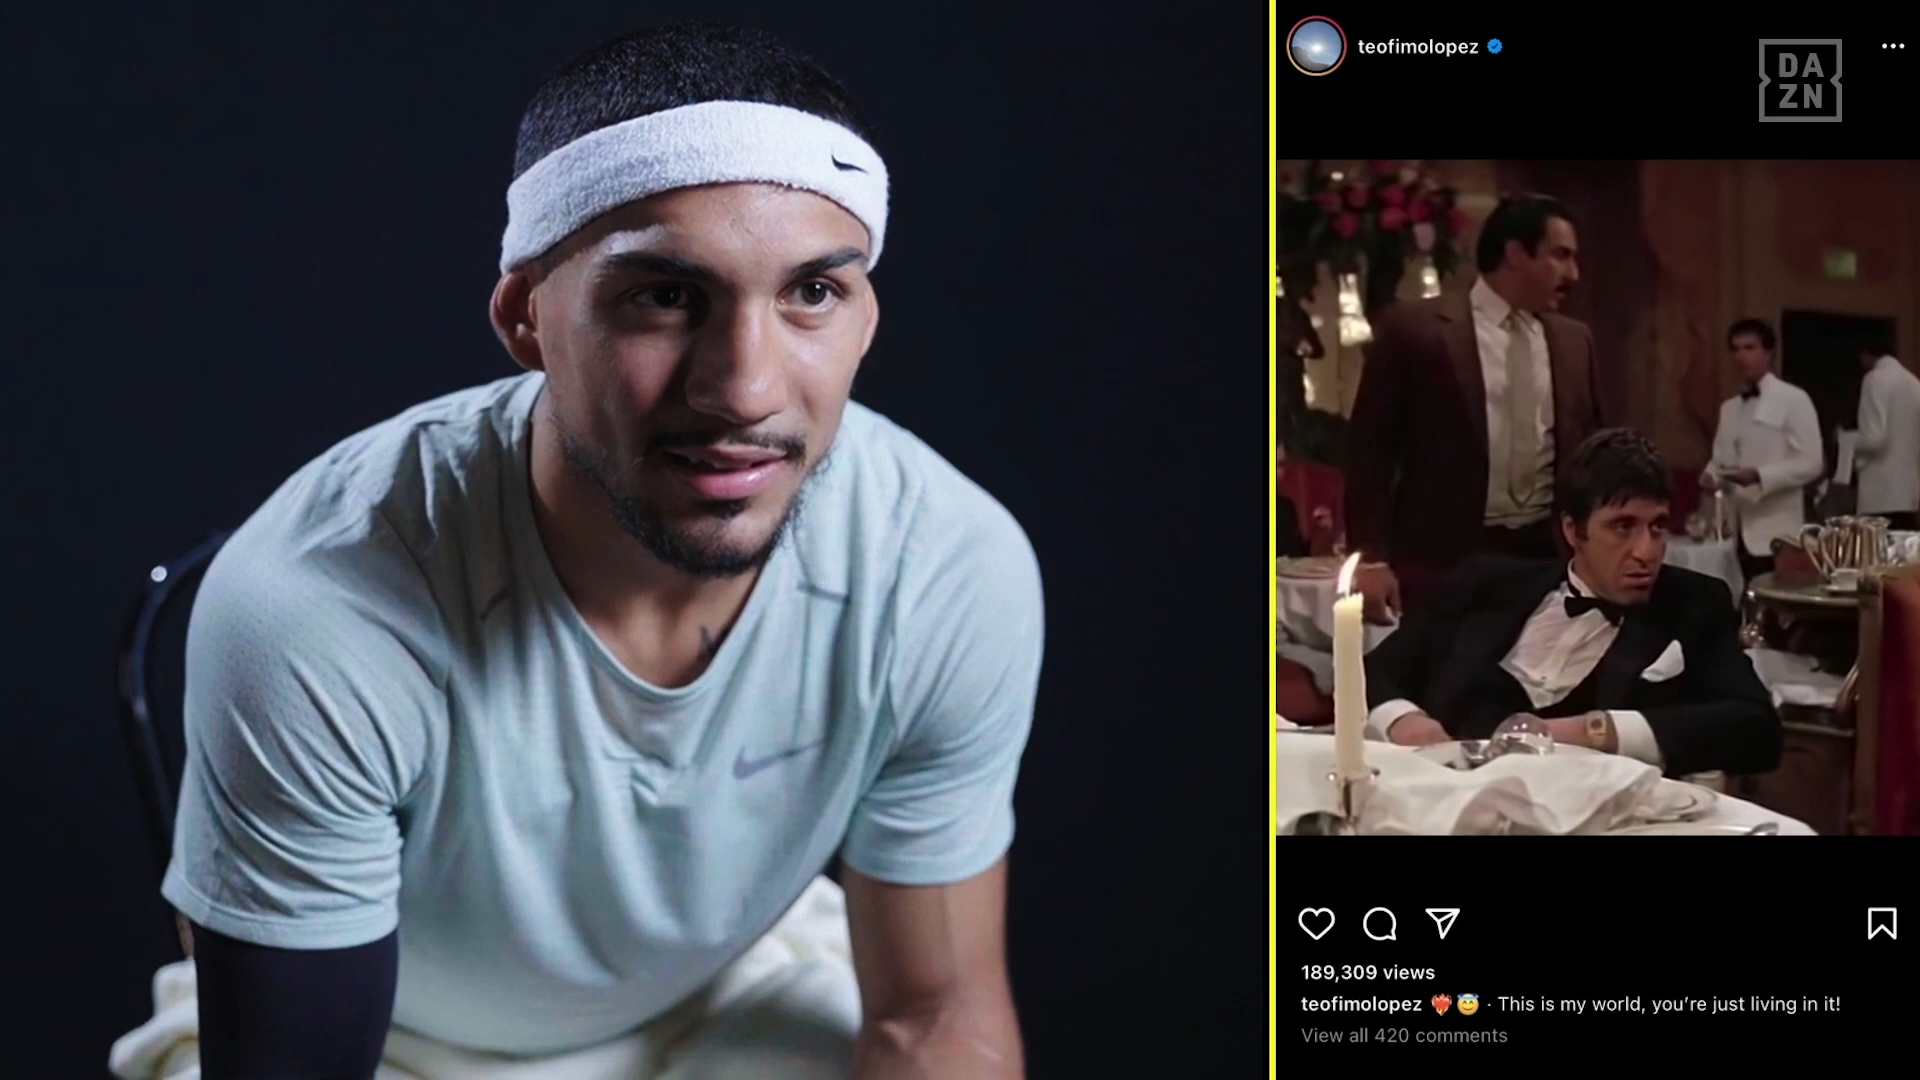 teofimolopez
DA
ZN
189,309 views
teofimolopez ❤️‍🔥😇 · This is my world, you’re just living in it!
View all 420 comments